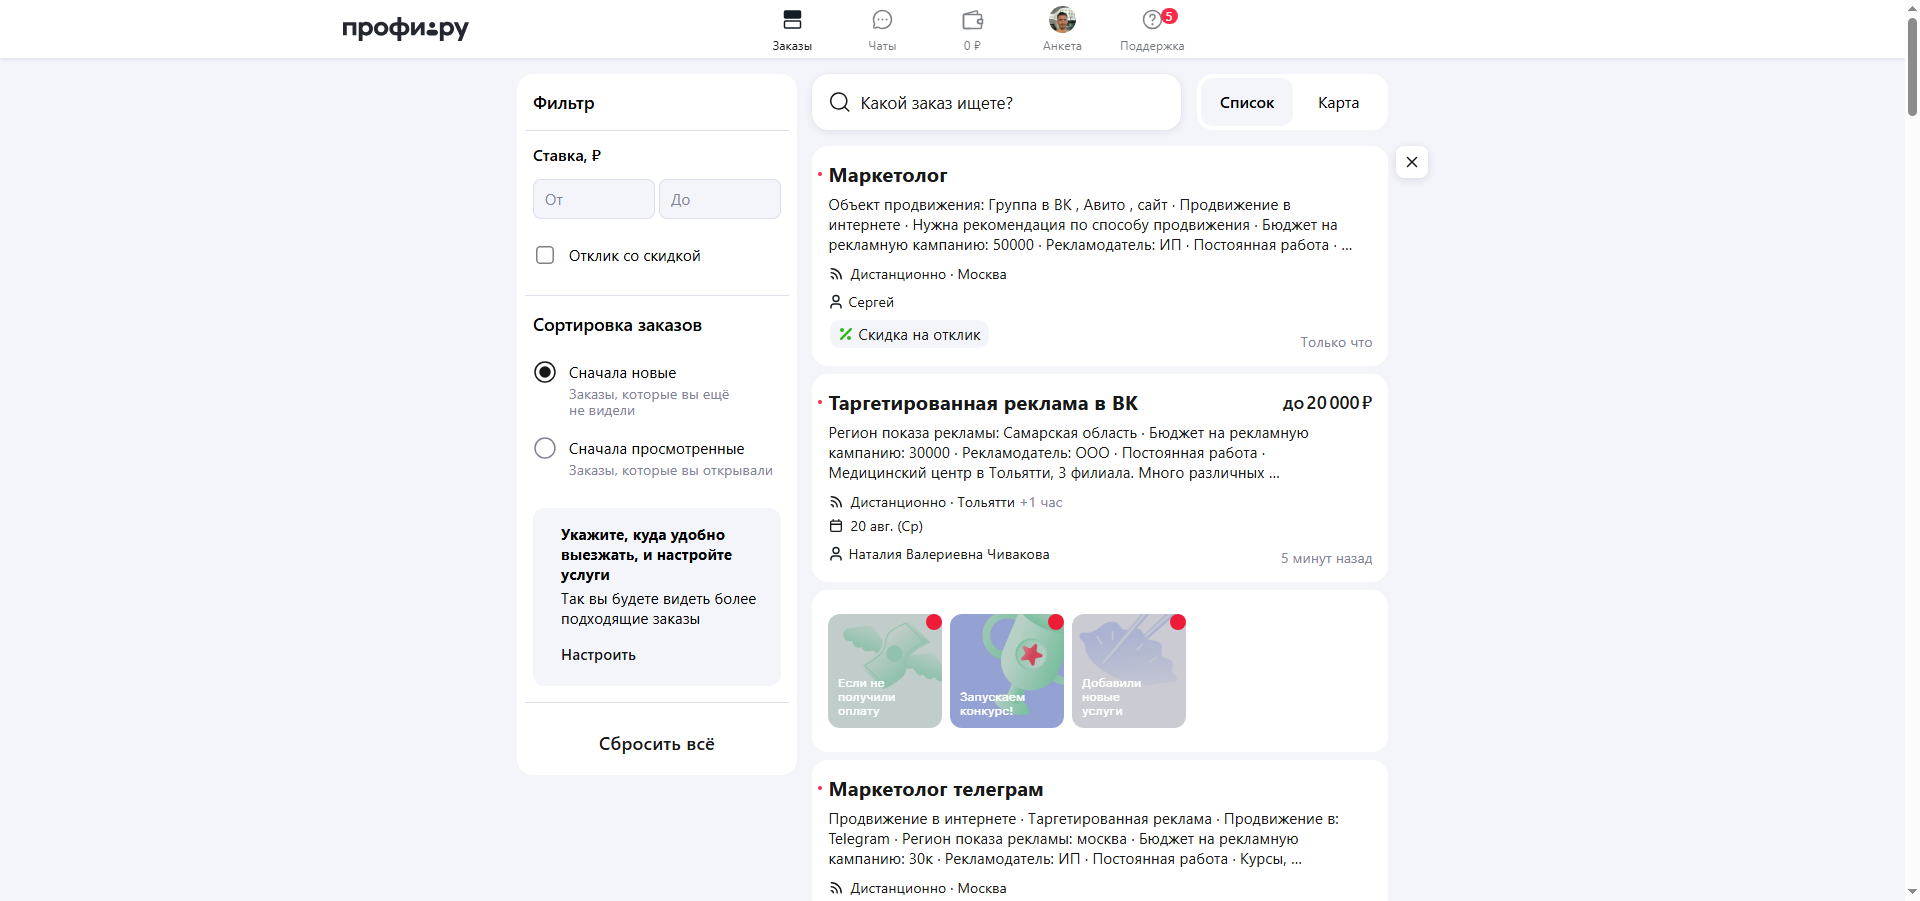 профи.ру
Заказы
Чаты
0 ₽
Анкета
Поддержка
5
Фильтр
Ставка, ₽
От
До
Отклик со скидкой
Сортировка заказов
Сначала новые
Заказы, которые вы ещё
не видели
Сначала просмотренные
Заказы, которые вы открывали
Укажите, куда удобно
выезжать, и настройте
услуги
Так вы будете видеть более
подходящие заказы
Настроить
Сбросить всё
Какой заказ ищете?
Список
Карта
Маркетолог
Объект продвижения: Группа в ВК , Авито , сайт · Продвижение в
интернете · Нужна рекомендация по способу продвижения · Бюджет на
рекламную кампанию: 50000 · Рекламодатель: ИП · Постоянная работа · ...
Дистанционно · Москва
Сергей
Скидка на отклик
Только что
Таргетированная реклама в ВК
до 20 000 ₽
Регион показа рекламы: Самарская область · Бюджет на рекламную
кампанию: 30000 · Рекламодатель: ООО · Постоянная работа ·
Медицинский центр в Тольятти, 3 филиала. Много различных ...
Дистанционно · Тольятти +1 час
20 авг. (Ср)
Наталия Валериевна Чивакова
5 минут назад
Если не
получили
оплату
Запускаем
конкурс!
Добавили
новые
услуги
Маркетолог телеграм
Продвижение в интернете · Таргетированная реклама · Продвижение в:
Telegram · Регион показа рекламы: москва · Бюджет на рекламную
кампанию: 30к · Рекламодатель: ИП · Постоянная работа · Курсы, ...
Дистанционно · Москва